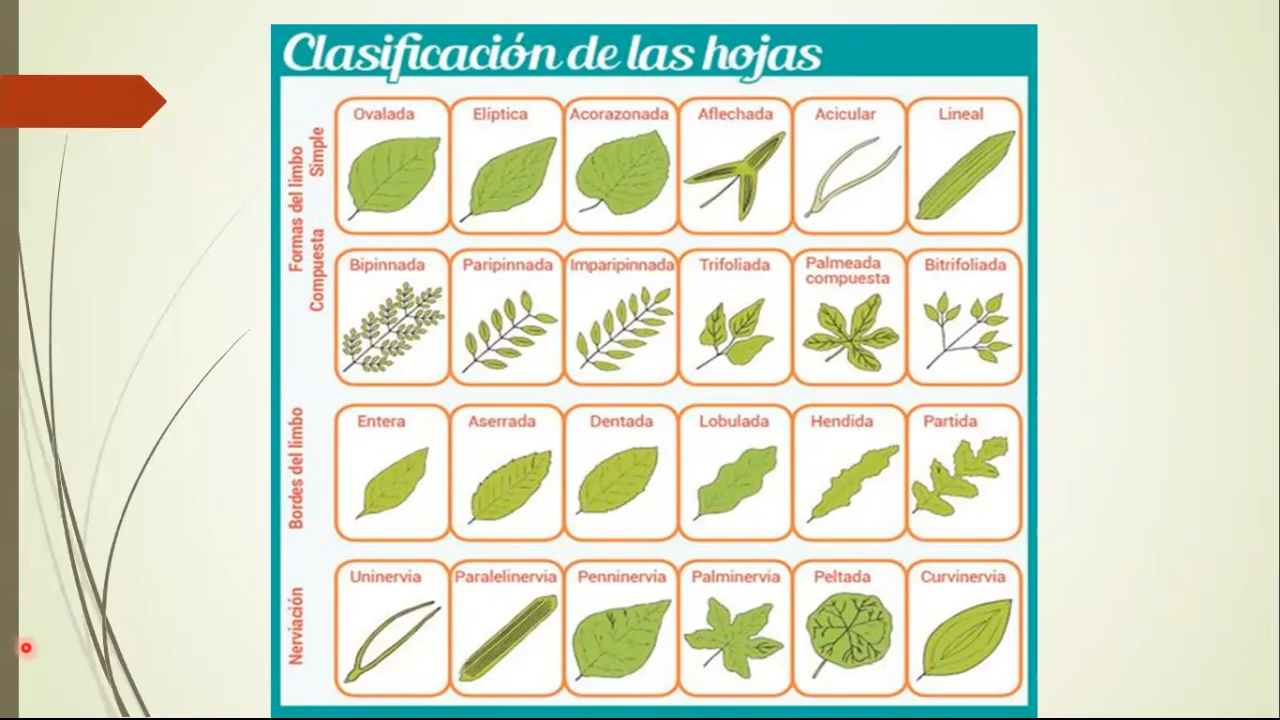 Clasificación de las hojas
Formas del limbo
Simple
Ovalada
Elíptica
Acorazonada
Aflechada
Acicular
Lineal
Compuesta
Bipinnada
Paripinnada
Imparipinnada
Trifoliada
Palmeada
compuesta
Bitrifoliada
Bordes del limbo
Entera
Aserrada
Dentada
Lobulada
Hendida
Partida
Nerviación
Uninervia
Paralelinervia
Penninervia
Palminervia
Peltada
Curvinervia